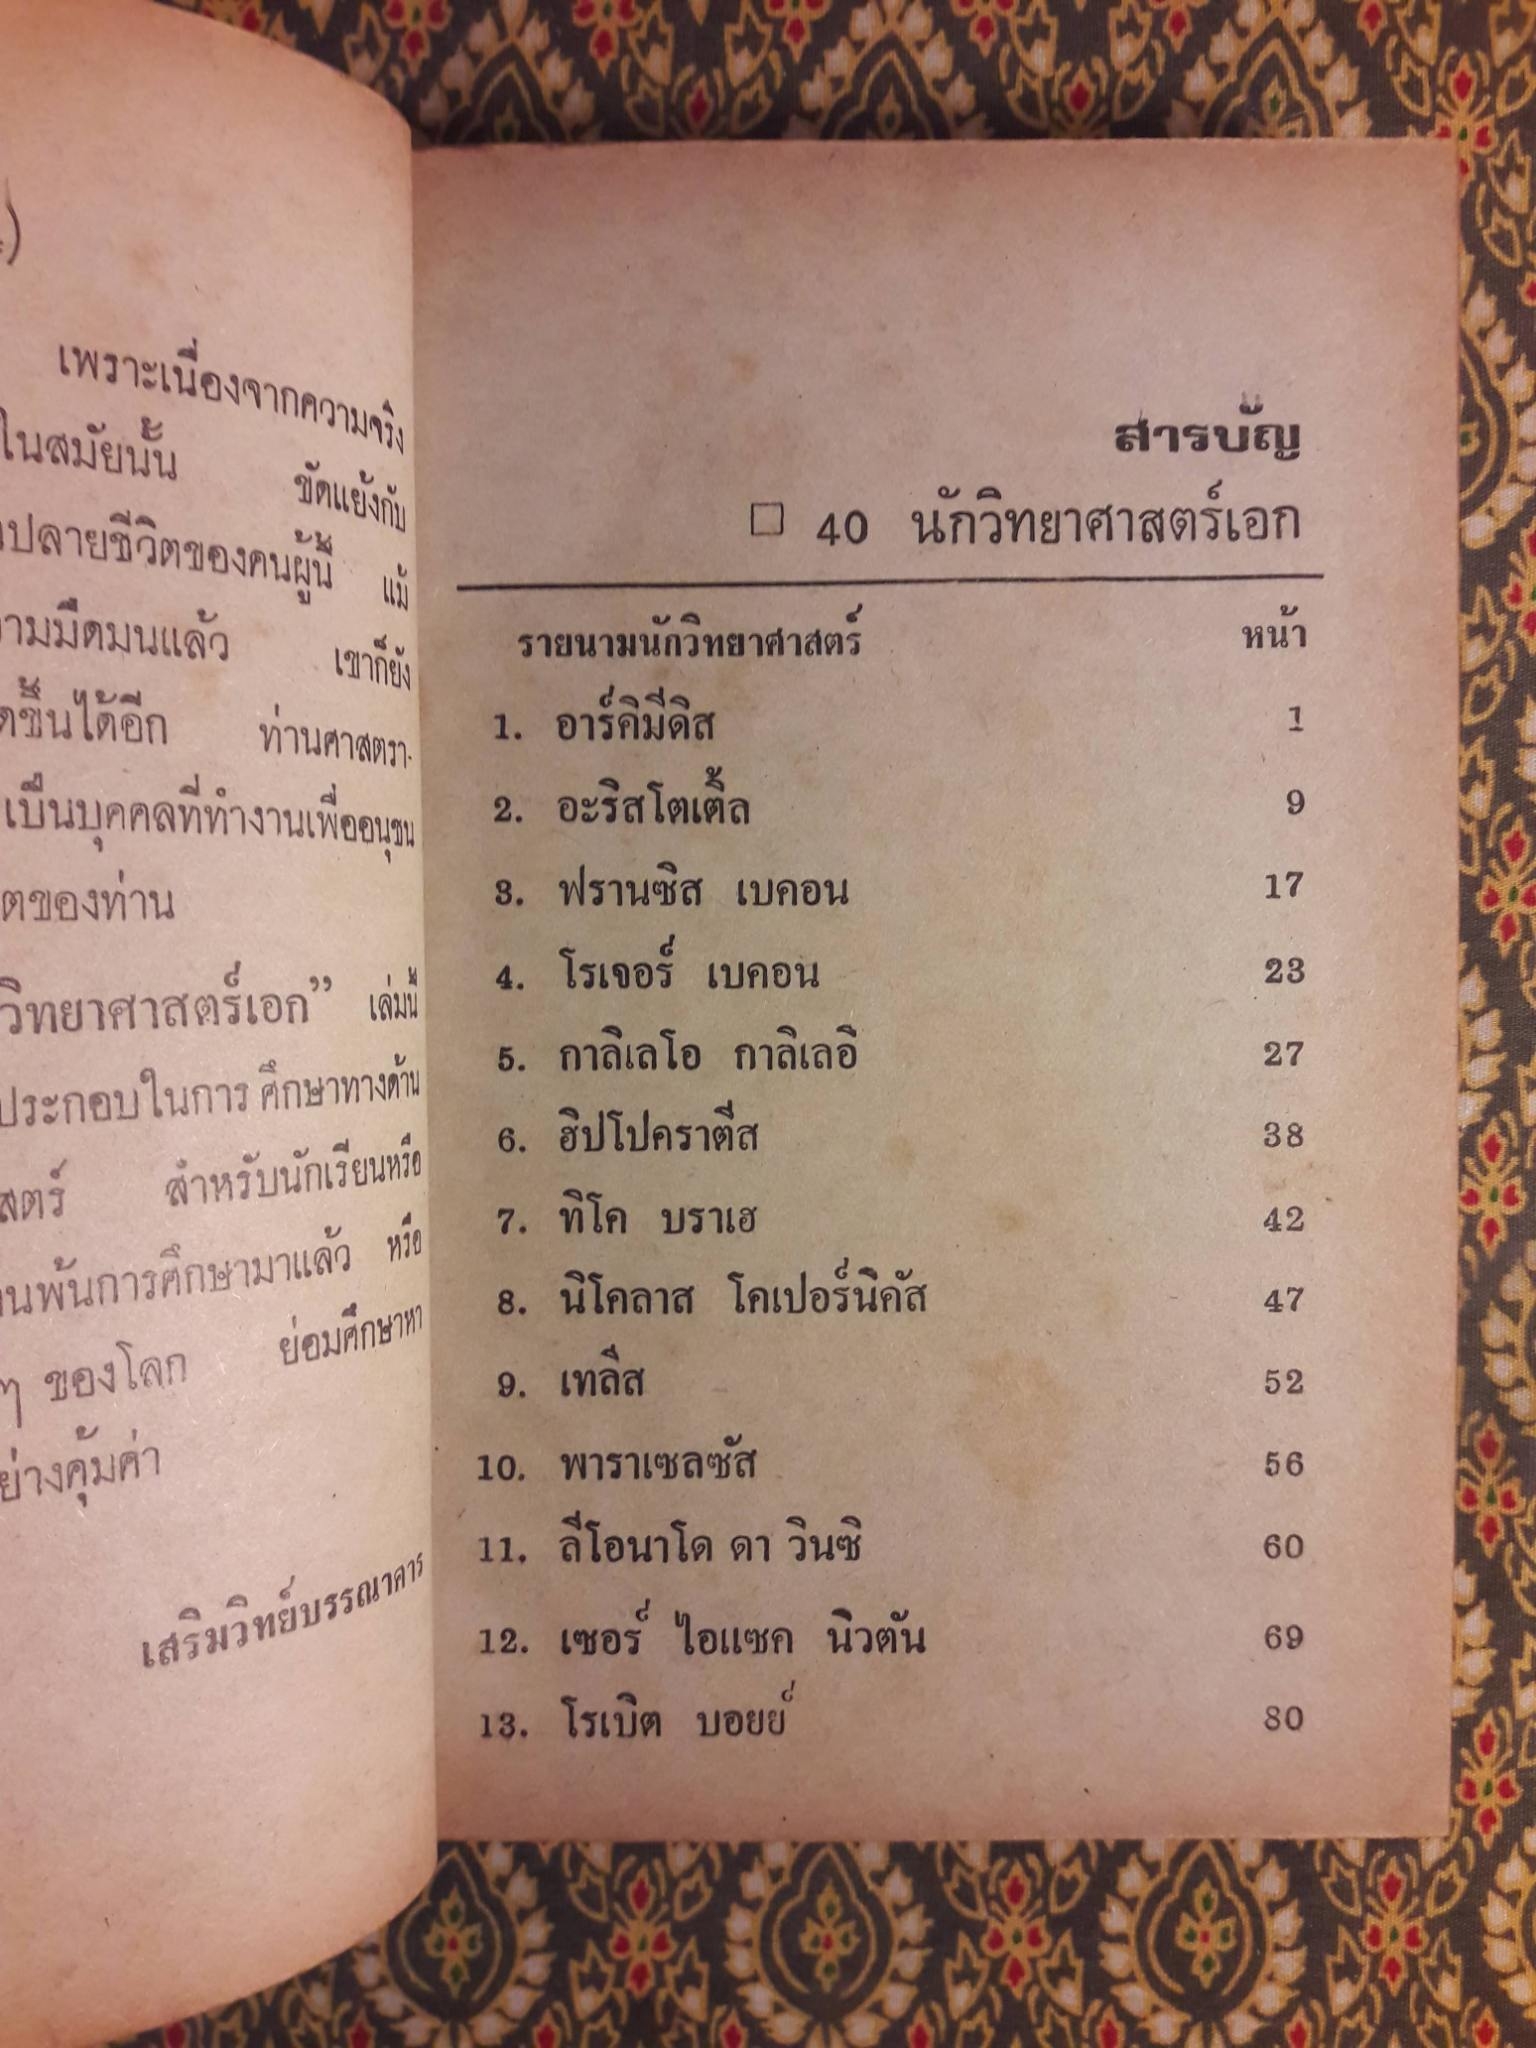 เพราะเนื่องจากความจริง
ในสมัยนั้น ขัดแย้งกับ
ปลายชีวิตของคนผู้นี้ แม้
ามมืดมนแล้ว เขาก็ยัง
ดขึ้นได้อีก ท่านศาสตรา-
เป็นบุคคลที่ทำงานเพื่ออนุชน
ตของท่าน
วิทยาศาสตร์เอก” เล่มนี้
ประกอบในการ ศึกษาทางด้าน
สตร์ สำหรับนักเรียนหรือ
านพ้นการศึกษามาแล้ว หรือ
ๆ ของโลก ย่อมศึกษาหา
ย่างคุ้มค่า
เสริมวิทย์บรรณาคาร
สารบัญ
□ 40 นักวิทยาศาสตร์เอก
รายนามนักวิทยาศาสตร์ หน้า
1. อาร์คิมีดิส 1
2. อะริสโตเติ้ล 9
3. ฟรานซิส เบคอน 17
4. โรเจอร์ เบคอน 23
5. กาลิเลโอ กาลิเลอี 27
6. ฮิปโปคราตีส 38
7. ทิโค บราเฮ 42
8. นิโคลาส โคเปอร์นิคัส 47
9. เทลีส 52
10. พาราเซลซัส 56
11. ลีโอนาโด ดา วินซิ 60
12. เซอร์ ไอแซค นิวตัน 69
13. โรเบิต บอยย์ 80